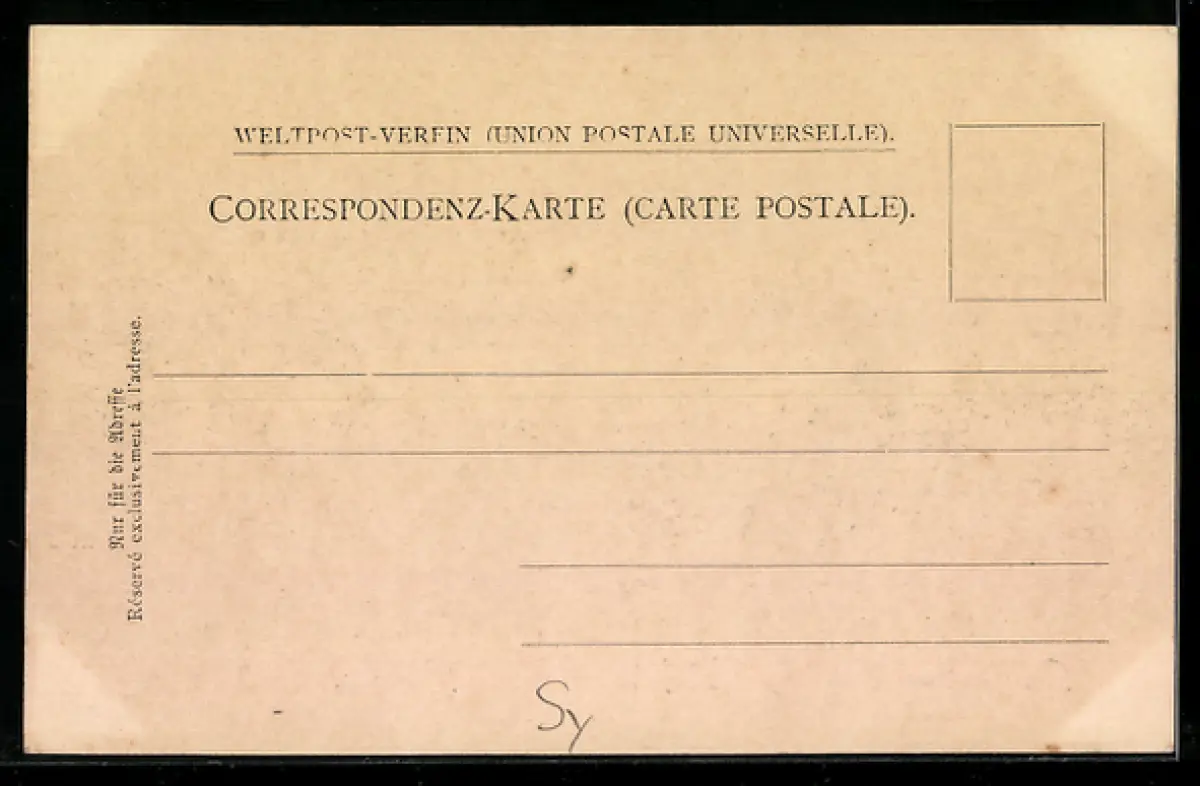 WELTPOST-VEREIN (UNION POSTALE UNIVERSELLE).
CORRESPONDENZ-KARTE (CARTE POSTALE).
Nur für die Adreſſe
Réservé exclusivement à l'adresse.
Sy